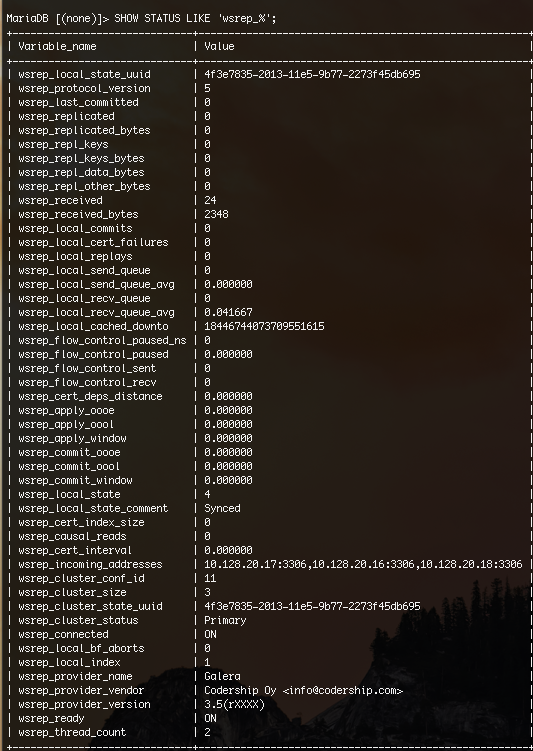 MariaDB [(none)]> SHOW STATUS LIKE 'wsrep_%';
| Variable_name | Value
| wsrep_local_state_uuid | 4f3e7835-2013-11e5-9b77-2273f45db695
| wsrep_protocol_version | 5
| wsrep_last_committed | 0
| wsrep_replicated | 0
| wsrep_replicated_bytes | 0
| wsrep_repl_keys | 0
| wsrep_repl_keys_bytes | 0
| wsrep_repl_data_bytes | 0
| wsrep_repl_other_bytes | 0
| wsrep_received | 24
| wsrep_received_bytes | 2348
| wsrep_local_commits | 0
| wsrep_local_cert_failures | 0
| wsrep_local_replays | 0
| wsrep_local_send_queue | 0
| wsrep_local_send_queue_avg | 0.000000
| wsrep_local_recv_queue | 0
| wsrep_local_recv_queue_avg | 0.041667
| wsrep_local_cached_downto | 18446744073709551615
| wsrep_flow_control_paused_ns | 0
| wsrep_flow_control_paused | 0.000000
| wsrep_flow_control_sent | 0
| wsrep_flow_control_recv | 0
| wsrep_cert_deps_distance | 0.000000
| wsrep_apply_oooe | 0.000000
| wsrep_apply_oool | 0.000000
| wsrep_apply_window | 0.000000
| wsrep_commit_oooe | 0.000000
| wsrep_commit_oool | 0.000000
| wsrep_commit_window | 0.000000
| wsrep_local_state | 4
| wsrep_local_state_comment | Synced
| wsrep_cert_index_size | 0
| wsrep_causal_reads | 0
| wsrep_cert_interval | 0.000000
| wsrep_incoming_addresses | 10.128.20.17:3306,10.128.20.16:3306,10.128.20.18:3306 |
| wsrep_cluster_conf_id | 11
| wsrep_cluster_size | 3
| wsrep_cluster_state_uuid | 4f3e7835-2013-11e5-9b77-2273f45db695
| wsrep_cluster_status | Primary
| wsrep_connected | ON
| wsrep_local_bf_aborts | 0
| wsrep_local_index | 1
| wsrep_provider_name | Galera
| wsrep_provider_vendor | Codership Oy <info@codership.com>
| wsrep_provider_version | 3.5(rXXXX)
| wsrep_ready | ON
| wsrep_thread_count | 2